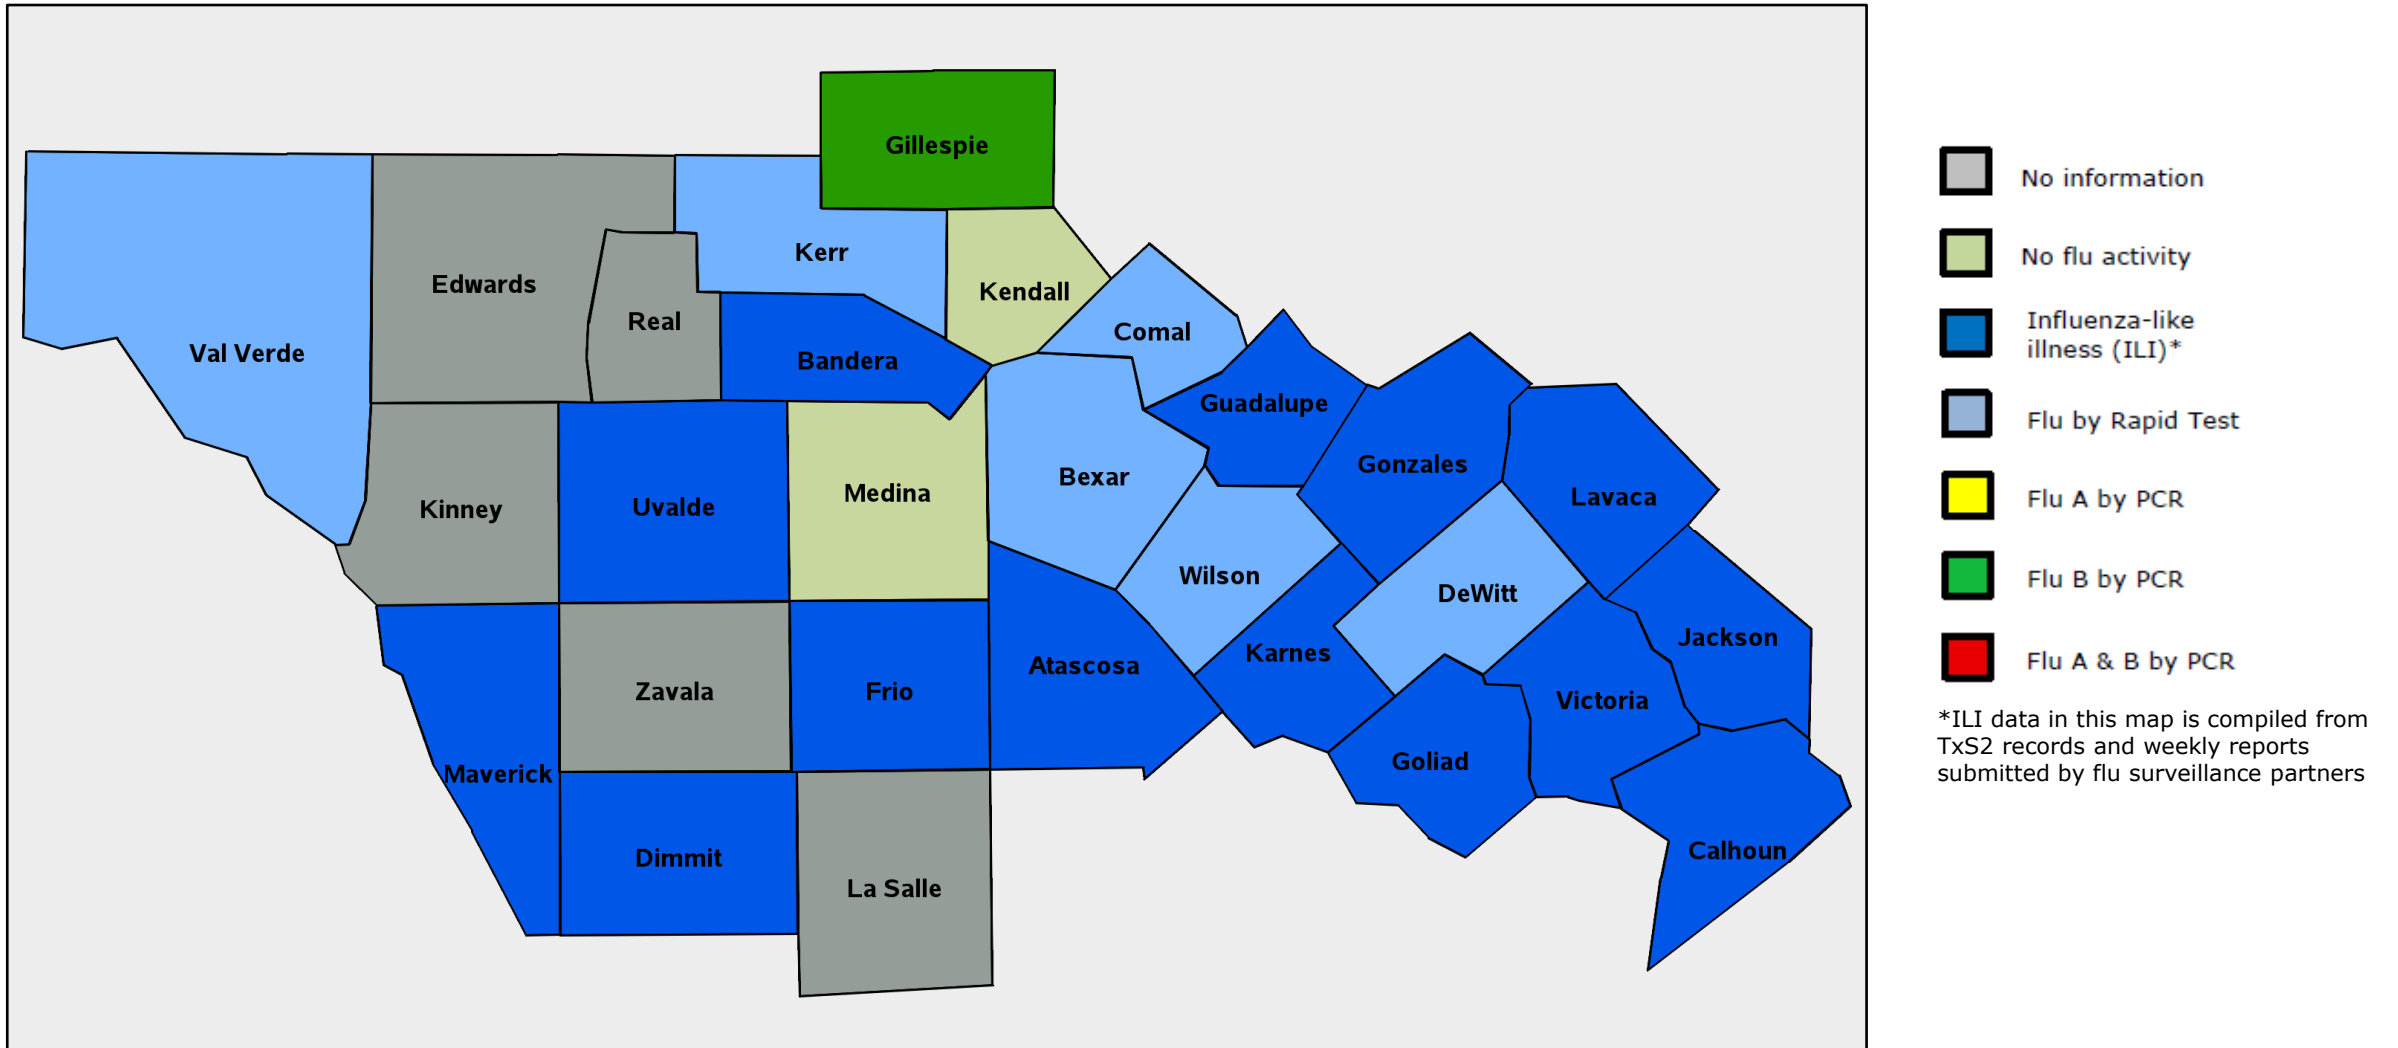 Gillespie
Kerr
Edwards
Kendall
Real
Comal
Val Verde
Bandera
Guadalupe
Gonzales
Bexar
Medina
Lavaca
Kinney
Uvalde
Wilson
DeWitt
Jackson
Karnes
Atascosa
Zavala
Frio
Victoria
Goliad
Maverick
Calhoun
Dimmit
La Salle
No information
No flu activity
Influenza-like
illness (ILI)*
Flu by Rapid Test
Flu A by PCR
Flu B by PCR
Flu A & B by PCR
*ILI data in this map is compiled from
TxS2 records and weekly reports
submitted by flu surveillance partners